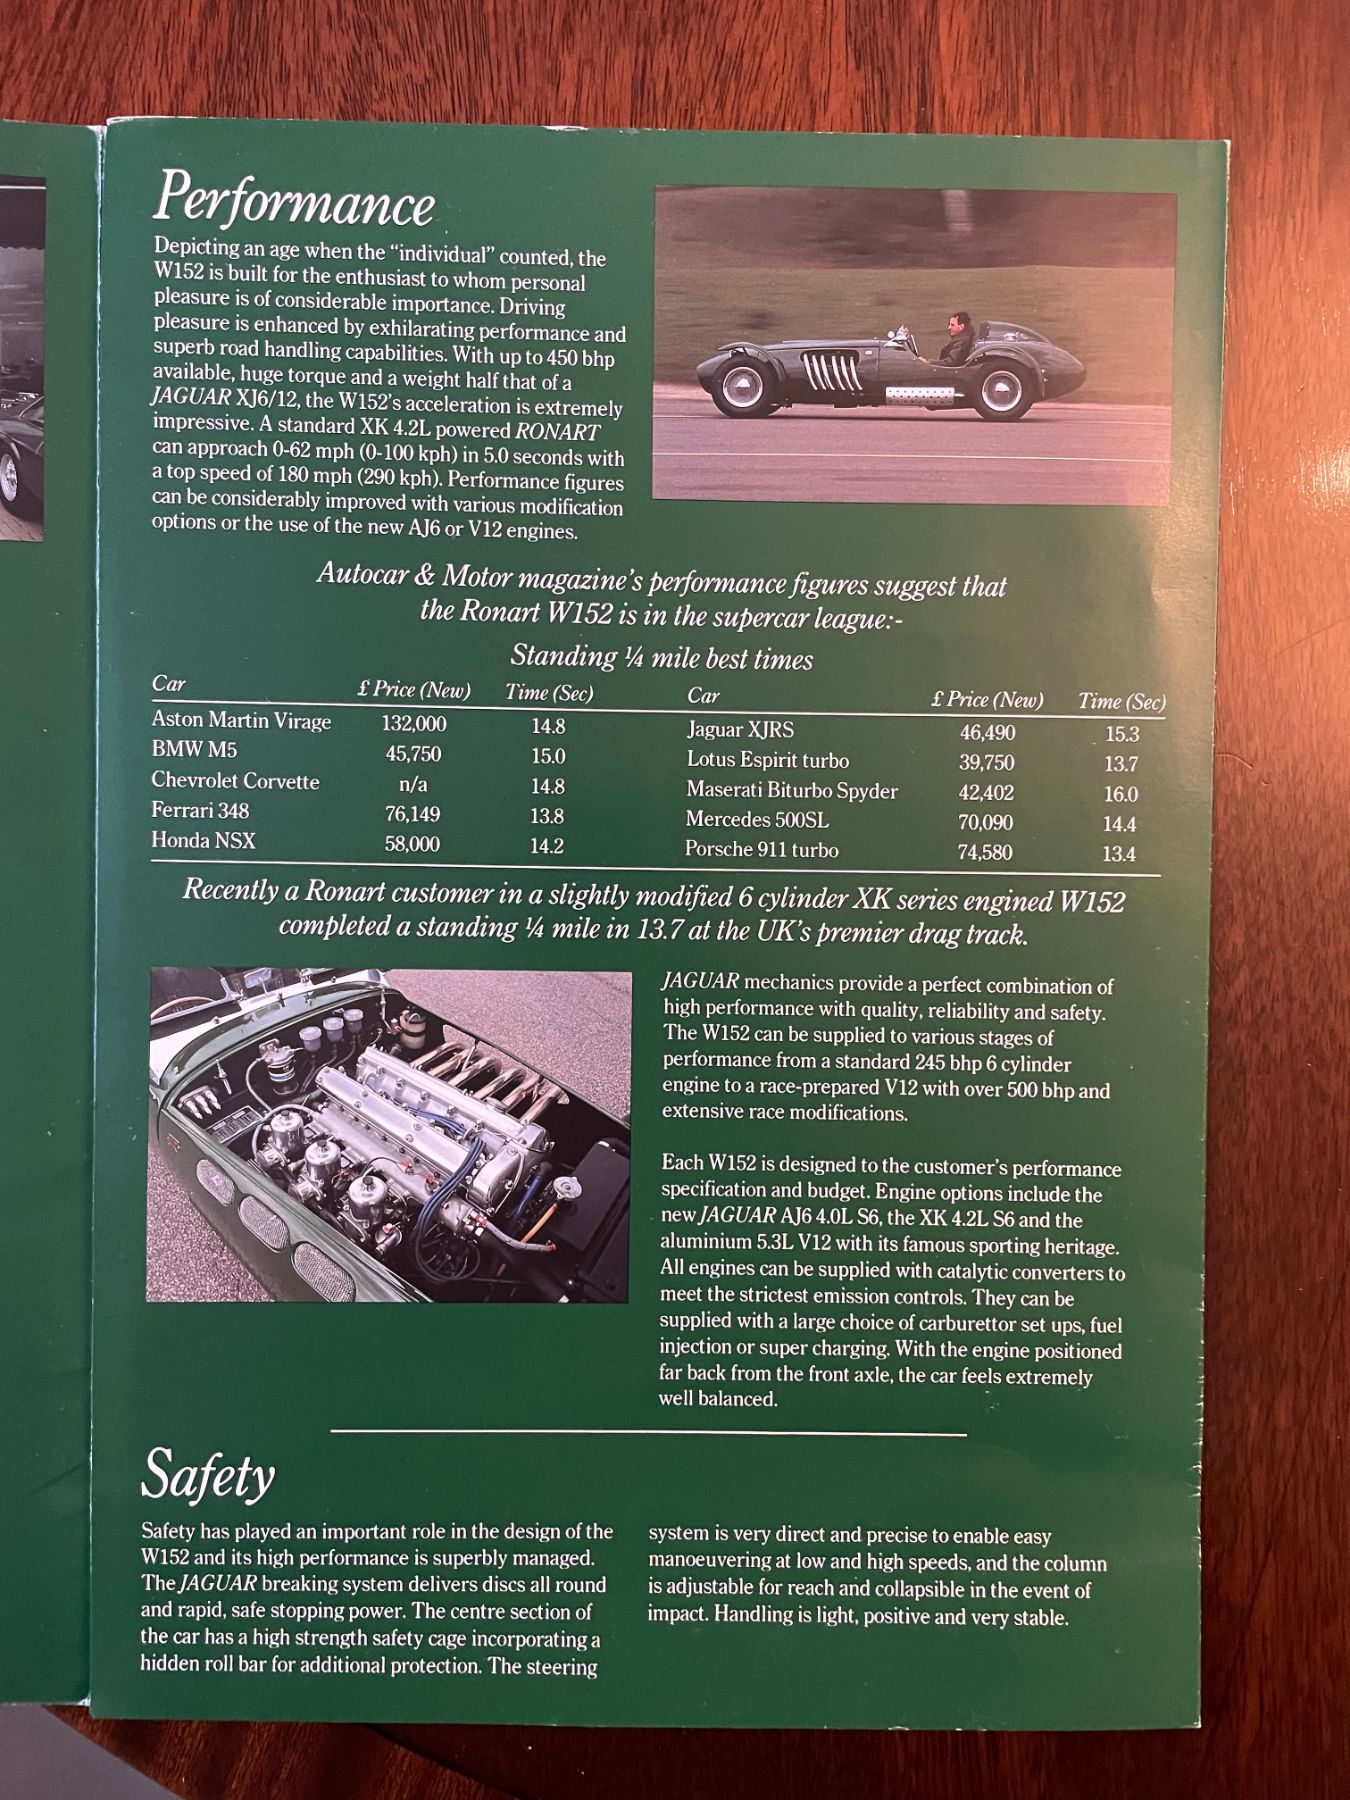 Performance
Depicting an age when the “individual” counted, the
W152 is built for the enthusiast to whom personal
pleasure is of considerable importance. Driving
pleasure is enhanced by exhilarating performance and
superb road handling capabilities. With up to 450 bhp
available, huge torque and a weight half that of a
JAGUAR XJ6/12, the W152’s acceleration is extremely
impressive. A standard XK 4.2L powered RONART
can approach 0-62 mph (0-100 kph) in 5.0 seconds with
a top speed of 180 mph (290 kph). Performance figures
can be considerably improved with various modification
options or the use of the new AJ6 or V12 engines.
Autocar & Motor magazine’s performance figures suggest that
the Ronart W152 is in the supercar league:-
Standing ¼ mile best times
Car £ Price (New) Time (Sec) Car £ Price (New) Time (Sec)
Aston Martin Virage 132,000 14.8 Jaguar XJRS 46,490 15.3
BMW M5 45,750 15.0 Lotus Espirit turbo 39,750 13.7
Chevrolet Corvette n/a 14.8 Maserati Biturbo Spyder 42,402 16.0
Ferrari 348 76,149 13.8 Mercedes 500SL 70,090 14.4
Honda NSX 58,000 14.2 Porsche 911 turbo 74,580 13.4
Recently a Ronart customer in a slightly modified 6 cylinder XK series engined W152
completed a standing ¼ mile in 13.7 at the UK’s premier drag track.
JAGUAR mechanics provide a perfect combination of
high performance with quality, reliability and safety.
The W152 can be supplied to various stages of
performance from a standard 245 bhp 6 cylinder
engine to a race-prepared V12 with over 500 bhp and
extensive race modifications.
Each W152 is designed to the customer’s performance
specification and budget. Engine options include the
new JAGUAR AJ6 4.0L S6, the XK 4.2L S6 and the
aluminium 5.3L V12 with its famous sporting heritage.
All engines can be supplied with catalytic converters to
meet the strictest emission controls. They can be
supplied with a large choice of carburettor set ups, fuel
injection or super charging. With the engine positioned
far back from the front axle, the car feels extremely
well balanced.
Safety
Safety has played an important role in the design of the
W152 and its high performance is superbly managed.
The JAGUAR breaking system delivers discs all round
and rapid, safe stopping power. The centre section of
the car has a high strength safety cage incorporating a
hidden roll bar for additional protection. The steering
system is very direct and precise to enable easy
manoeuvering at low and high speeds, and the column
is adjustable for reach and collapsible in the event of
impact. Handling is light, positive and very stable.